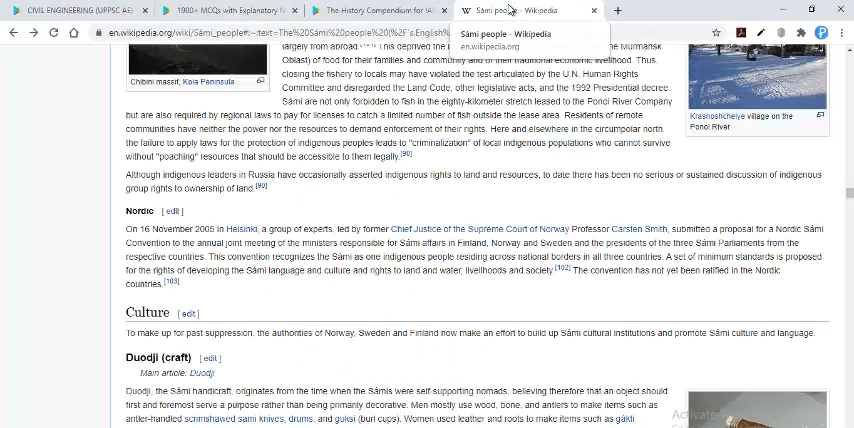 CIVIL ENGINEERING (UPPSC AE)
1900+ MCQs with Explanatory N
The History Compendium for IAS
W Sámi people - Wikipedia
Sámi people - Wikipedia
en.wikipedia.org
en.wikipedia.org/wiki/Sámi_people#:~:text=The%20Sámi%20people%20(%2F`s.English
largely from abroad.
This deprived the
Murmansk
Chibini massif, Kola Peninsula
Oblast) of food for their families and community and of their traditional economic livelihood. Thus,
closing the fishery to locals may have violated the test articulated by the U.N. Human Rights
Committee and disregarded the Land Code, other legislative acts, and the 1992 Presidential decree.
Sámi are not only forbidden to fish in the eighty-kilometer stretch leased to the Ponoi River Company
but are also required by regional laws to pay for licenses to catch a limited number of fish outside the lease area. Residents of remote
communities have neither the power nor the resources to demand enforcement of their rights. Here and elsewhere in the circumpolar north
the failure to apply laws for the protection of indigenous peoples leads to "criminalization" of local indigenous populations who cannot survive
without "poaching" resources that should be accessible to them legally.[90]
Krasnoshchelye village on the
Ponoi River
Although indigenous leaders in Russia have occasionally asserted indigenous rights to land and resources, to date there has been no serious or sustained discussion of indigenous
group rights to ownership of land.[90]
Nordic [ edit ]
On 16 November 2005 in Helsinki, a group of experts, led by former Chief Justice of the Supreme Court of Norway Professor Carsten Smith, submitted a proposal for a Nordic Sámi
Convention to the annual joint meeting of the ministers responsible for Sámi affairs in Finland, Norway and Sweden and the presidents of the three Sámi Parliaments from the
respective countries. This convention recognizes the Sámi as one indigenous people residing across national borders in all three countries. A set of minimum standards is proposed
for the rights of developing the Sámi language and culture and rights to land and water, livelihoods and society.[102] The convention has not yet been ratified in the Nordic
countries.[103]
Culture [ edit ]
To make up for past suppression, the authorities of Norway, Sweden and Finland now make an effort to build up Sámi cultural institutions and promote Sámi culture and language.
Duodji (craft) [ edit ]
Main article: Duodji
Duodji, the Sámi handicraft, originates from the time when the Sámis were self-supporting nomads, believing therefore that an object should
first and foremost serve a purpose rather than being primarily decorative. Men mostly use wood, bone, and antlers to make items such as
antler-handled scrimshawed sami knives, drums, and guksi (burl cups). Women used leather and roots to make items such as gákti
Activate